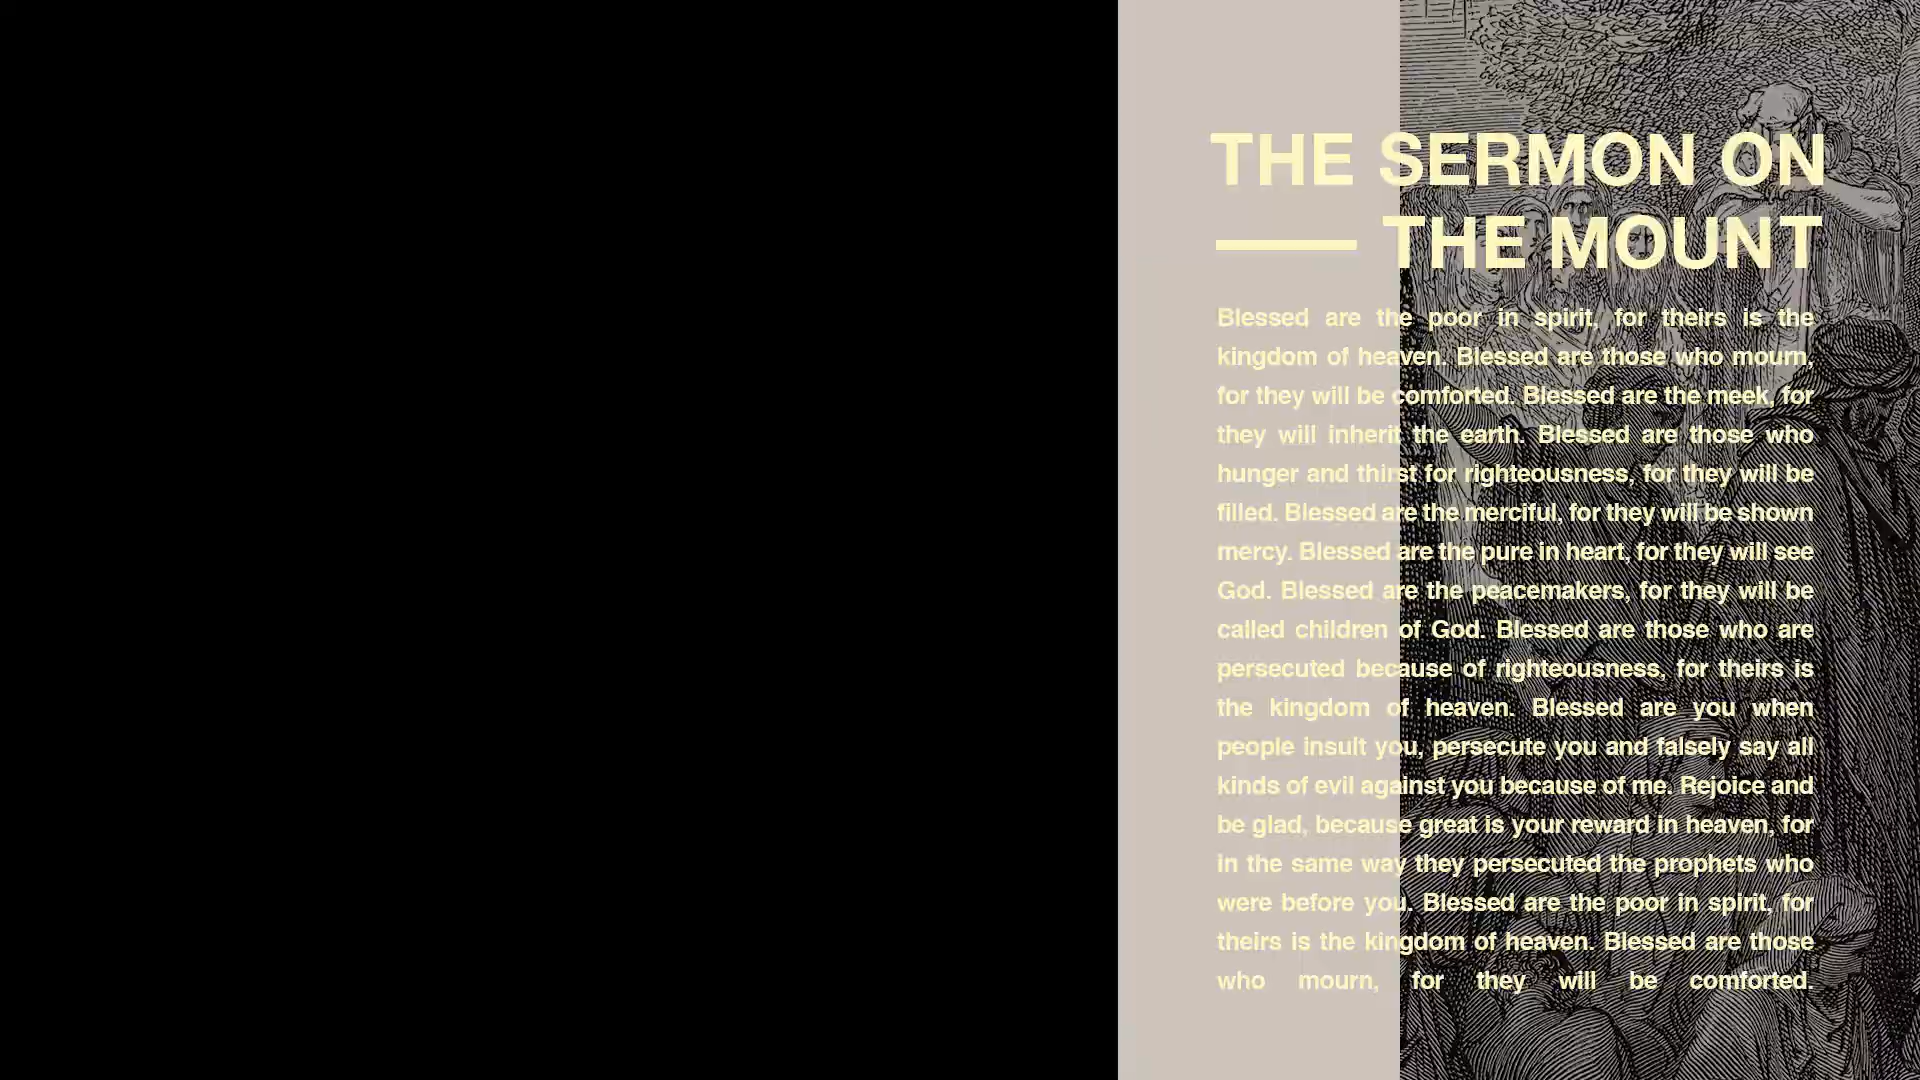 THE SERMON ON
THE MOUNT
Blessed are the poor in spirit, for theirs is the
kingdom of heaven. Blessed are those who mourn,
for they will be comforted. Blessed are the meek, for
they will inherit the earth. Blessed are those who
hunger and thirst for righteousness, for they will be
filled. Blessed are the merciful, for they will be shown
mercy. Blessed are the pure in heart, for they will see
God. Blessed are the peacemakers, for they will be
called children of God. Blessed are those who are
persecuted because of righteousness, for theirs is
the kingdom of heaven. Blessed are you when
people insult you, persecute you and falsely say all
kinds of evil against you because of me. Rejoice and
be glad, because great is your reward in heaven, for
in the same way they persecuted the prophets who
were before you. Blessed are the poor in spirit, for
theirs is the kingdom of heaven. Blessed are those
who mourn, for they will be comforted.